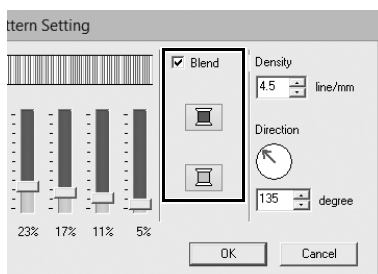 ttern Setting
Blend
Density
4.5 line/mm
Direction
135 degree
23% 17% 11% 5%
OK Cancel